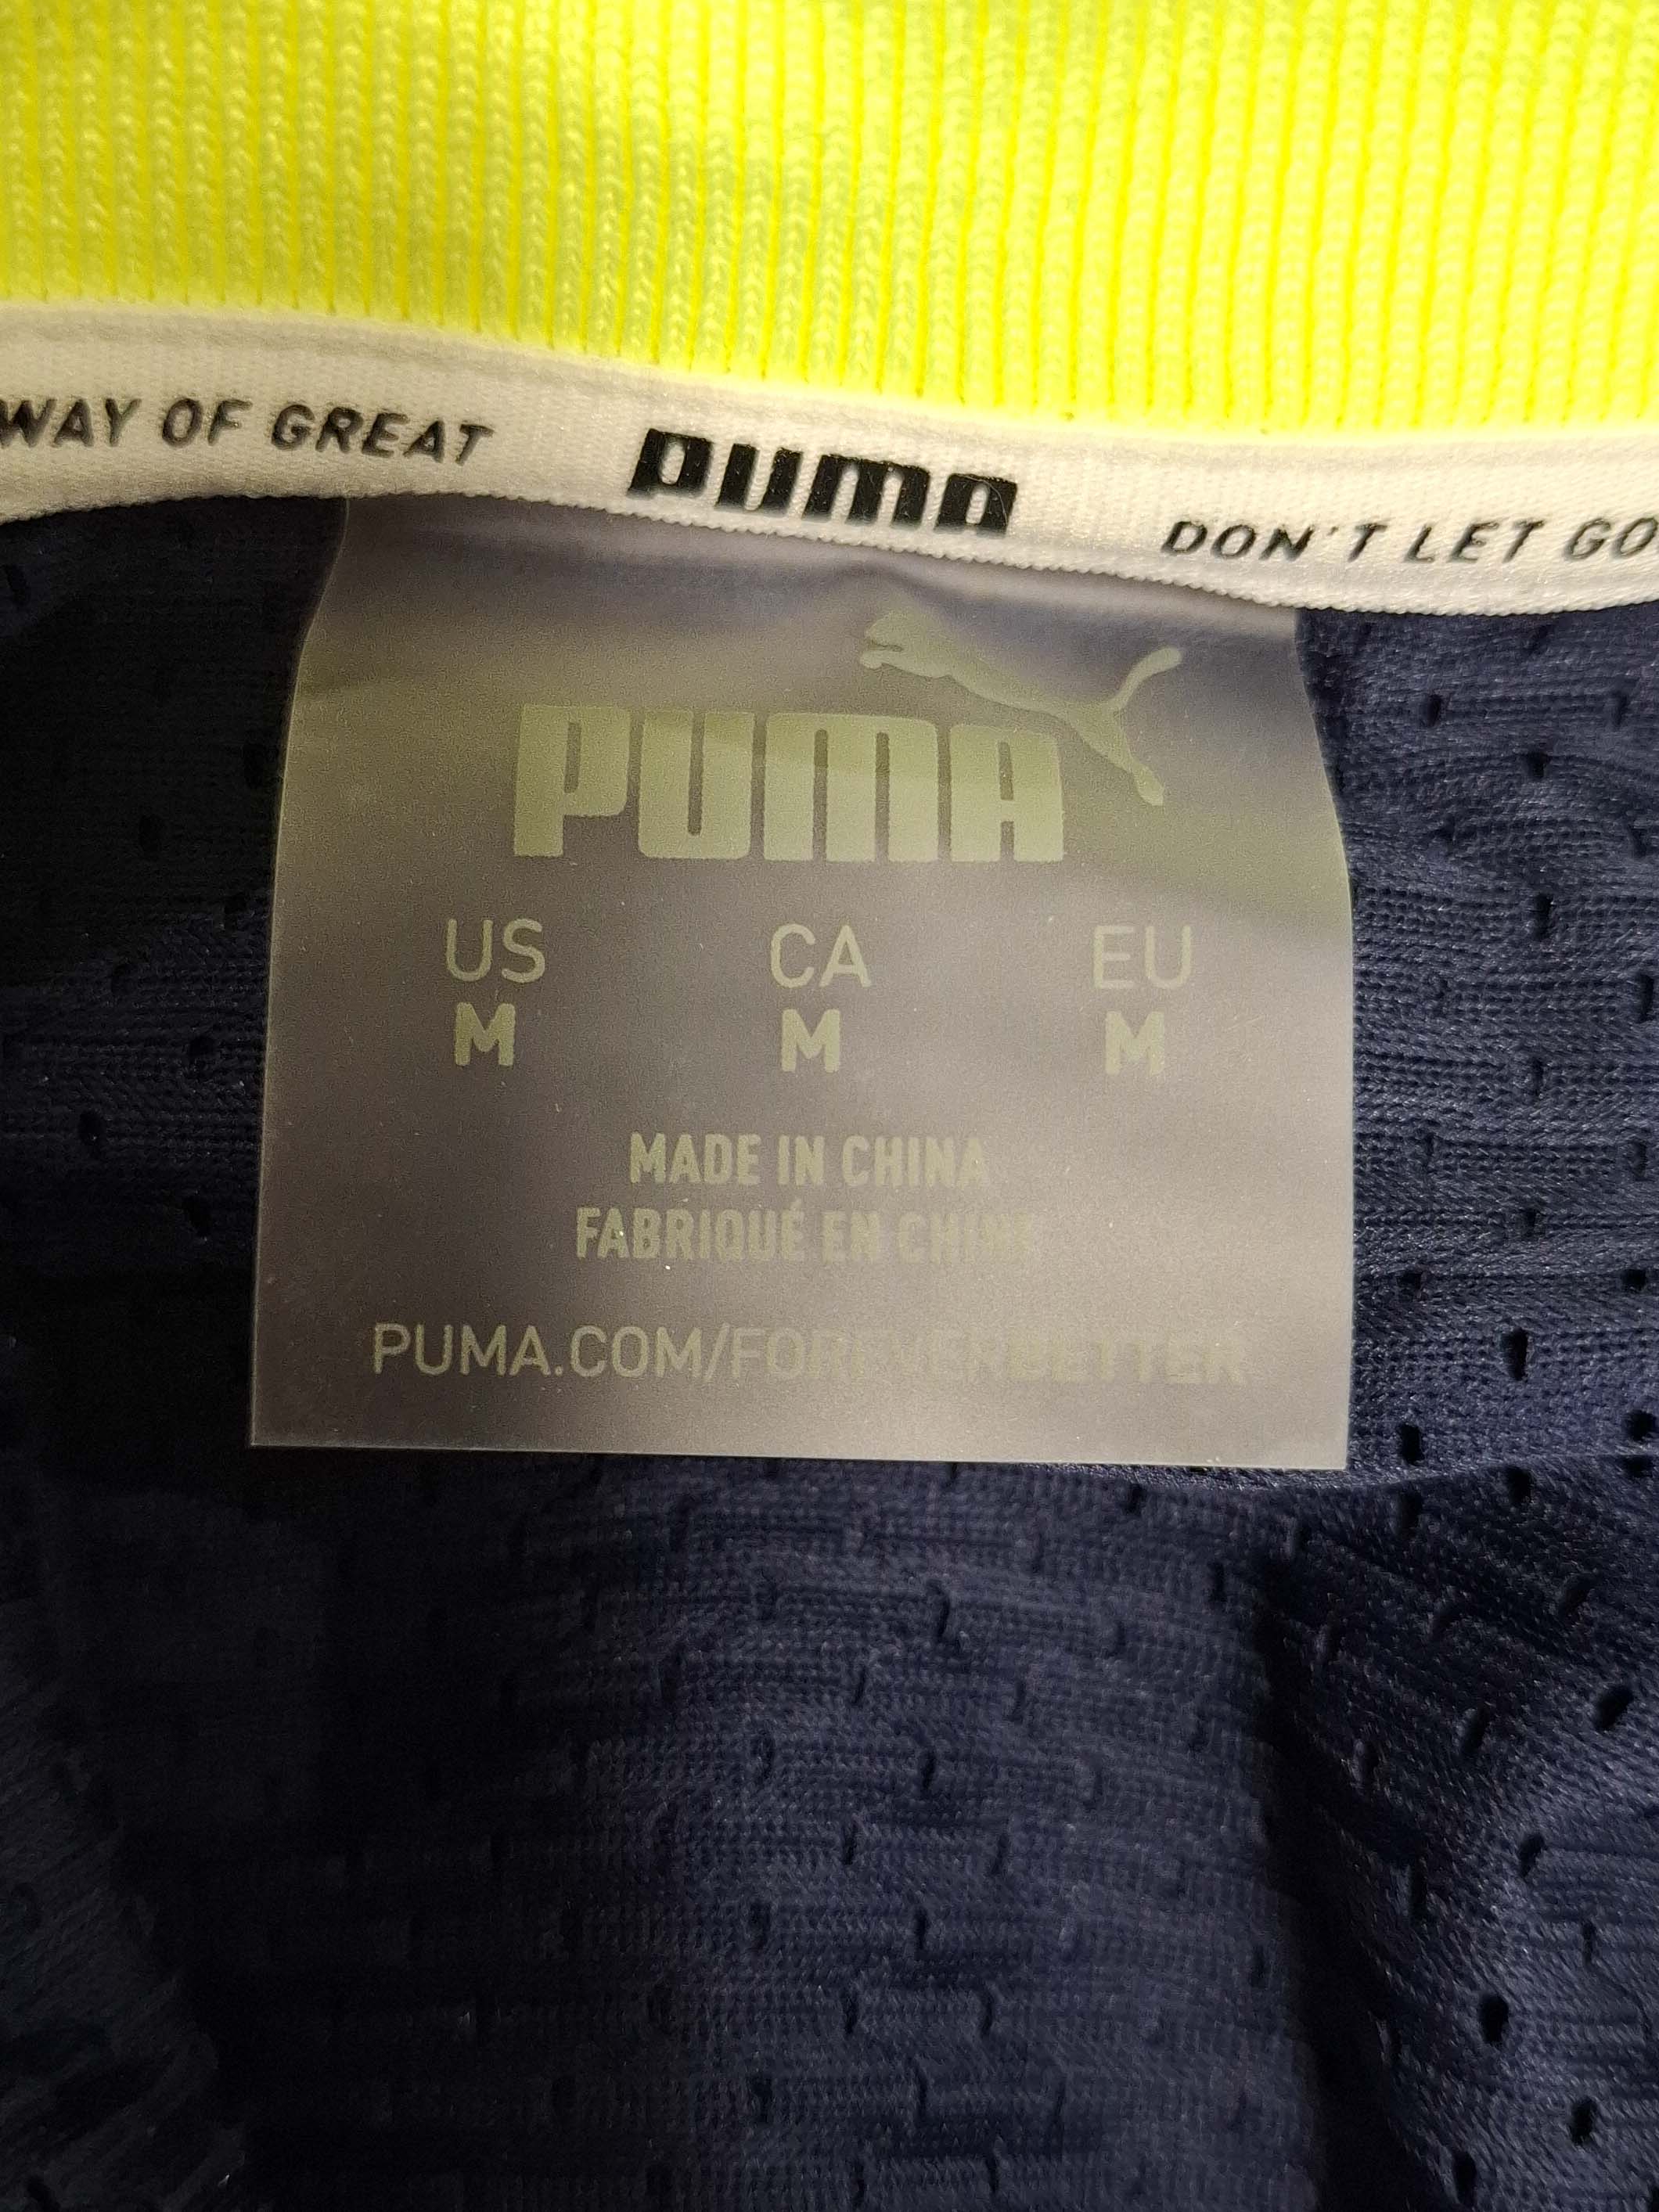 WAY OF GREAT PUMA DON'T LET GO
PUMA
US CA EU
M M M
MADE IN CHINA
FABRIQUÉ EN CHINE
PUMA.COM/FOREVERBETTER